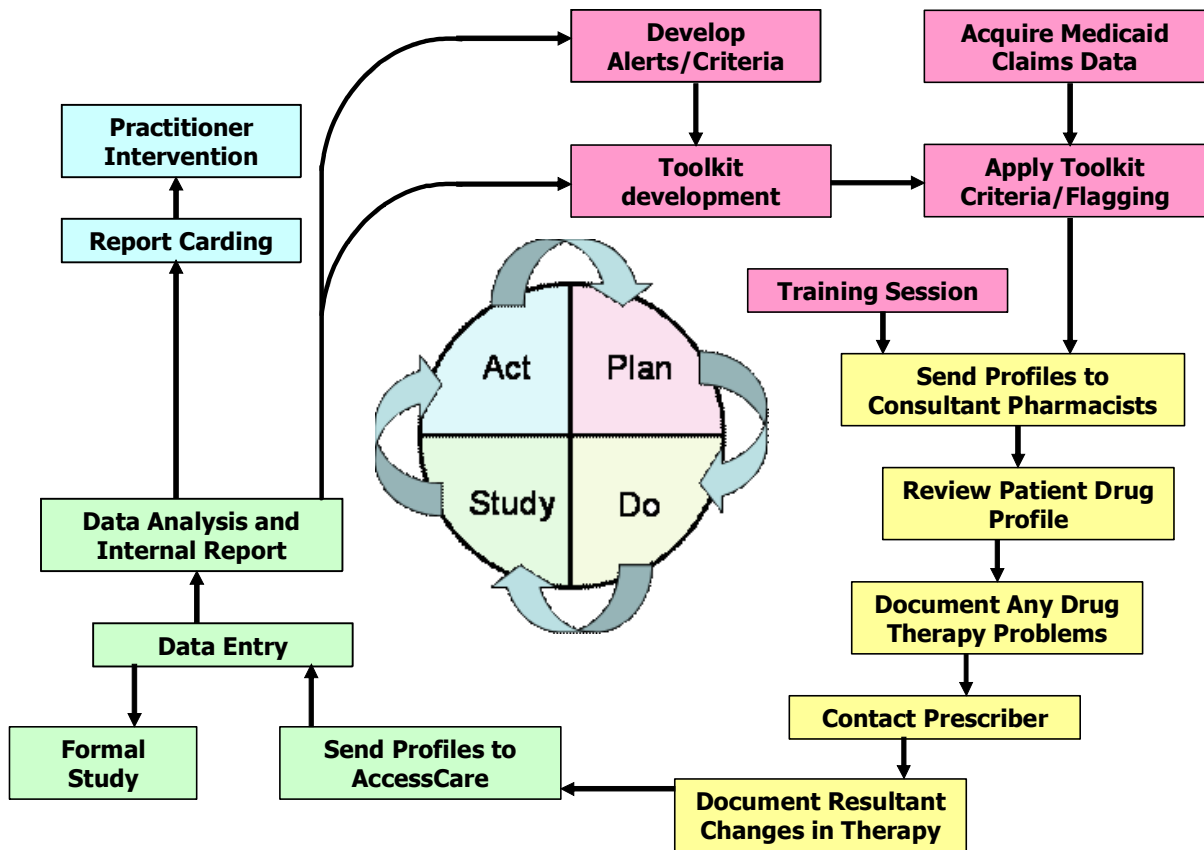 Develop
Alerts/Criteria
Acquire Medicaid
Claims Data
Practitioner
Intervention
Toolkit
development
Apply Toolkit
Criteria/Flagging
Report Carding
Training Session
Act
Plan
Send Profiles to
Consultant Pharmacists
Study
Do
Review Patient Drug
Profile
Data Analysis and
Internal Report
Document Any Drug
Therapy Problems
Data Entry
Contact Prescriber
Formal
Study
Send Profiles to
AccessCare
Document Resultant
Changes in Therapy